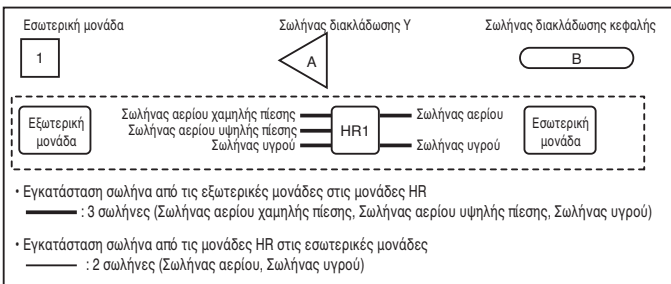 Εσωτερική μονάδα
Σωλήνας διακλάδωσης Υ
Σωλήνας διακλάδωσης κεφαλής
1
A
B
Εξωτερική
μονάδα
Σωλήνας αερίου χαμηλής πίεσης
Σωλήνας αερίου υψηλής πίεσης
Σωλήνας υγρού
HR1
Σωλήνας αερίου
Σωλήνας υγρού
Εσωτερική
μονάδα
• Εγκατάσταση σωλήνα από τις εξωτερικές μονάδες στις μονάδες HR
: 3 σωλήνες (Σωλήνας αερίου χαμηλής πίεσης, Σωλήνας αερίου υψηλής πίεσης, Σωλήνας υγρού)
• Εγκατάσταση σωλήνα από τις μονάδες HR στις εσωτερικές μονάδες
: 2 σωλήνες (Σωλήνας αερίου, Σωλήνας υγρού)